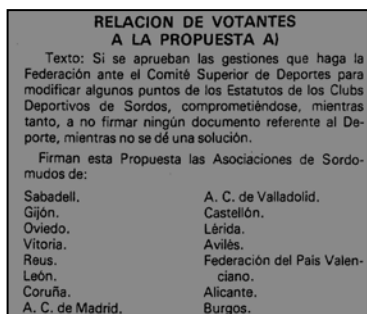 RELACION DE VOTANTES
A LA PROPUESTA A)
Texto: Si se aprueban las gestiones que haga la
Federación ante el Comité Superior de Deportes para
modificar algunos puntos de los Estatutos de los Clubs
Deportivos de Sordos, comprometiéndose, mientras
tanto, a no firmar ningún documento referente al De-
porte, mientras no se dé una solución.
Firman esta Propuesta las Asociaciones de Sordo-
mudos de:
Sabadell.
Gijón.
Oviedo.
Vitoria.
Reus.
León.
Coruña.
A. C. de Madrid.
A. C. de Valladolid.
Castellón.
Lérida.
Avilés.
Federación del País Valen-
ciano.
Alicante.
Burgos.